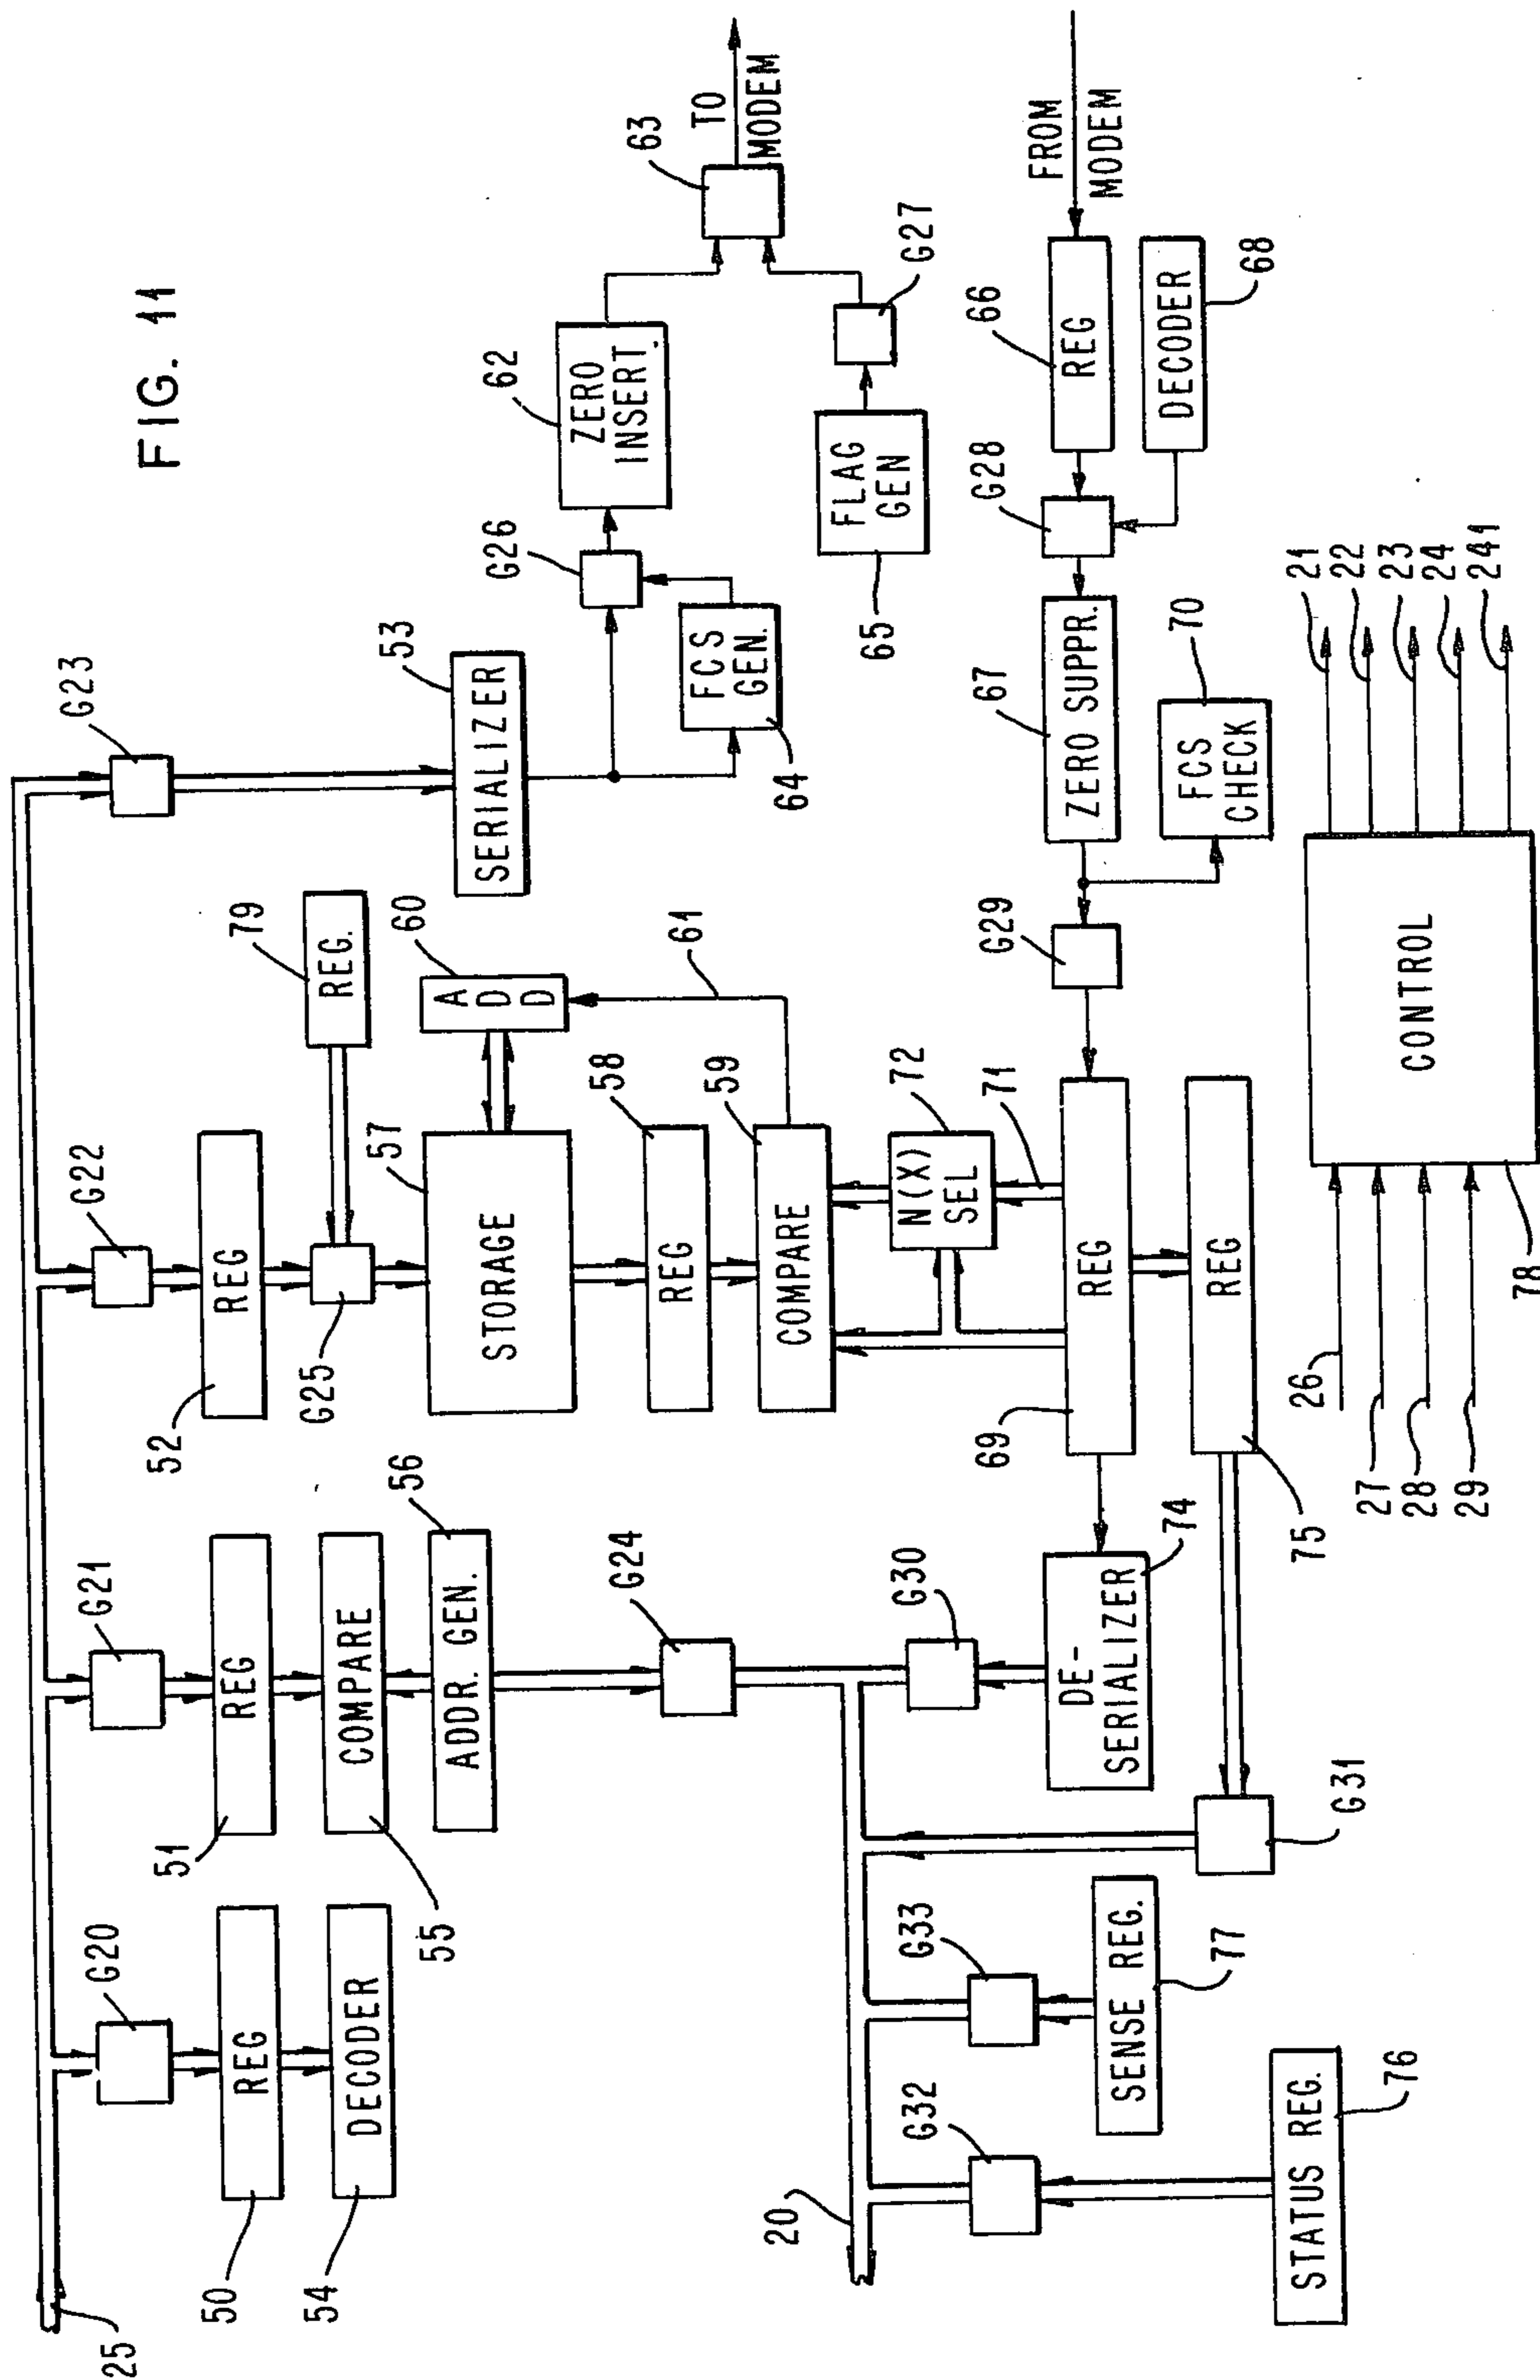 FIG. 11
25
G20
G21
G22
G23
50
REG
51
REG
52
REG
79
REG.
54
DECODER
55
COMPARE
56
ADDR. GEN.
G25
57
STORAGE
60
ADD
53
SERIALIZER
G26
62
ZERO
INSERT.
63
TO
MODEM
58
REG
59
COMPARE
61
64
FCS
GEN.
65
FLAG
GEN
G27
G24
72
N(X)
SEL
71
20
G32
G33
G30
69
REG
G29
67
ZERO SUPPR.
G28
66
REG
FROM
MODEM
DECODER
68
STATUS REG.
76
SENSE REG.
77
G31
DE-
SERIALIZER
74
75
REG
FCS
CHECK
70
26
27
28
29
CONTROL
78
21
22
23
24
241